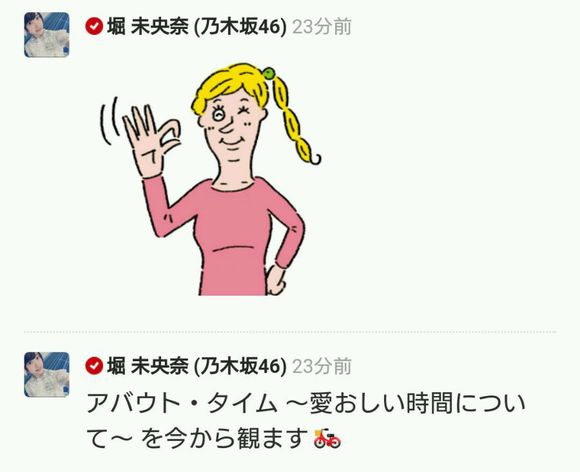 堀 未央奈 (乃木坂46) 23分前
堀 未央奈 (乃木坂46) 23分前
アバウト・タイム ～愛おしい時間につい
て～ を今から観ます🛵